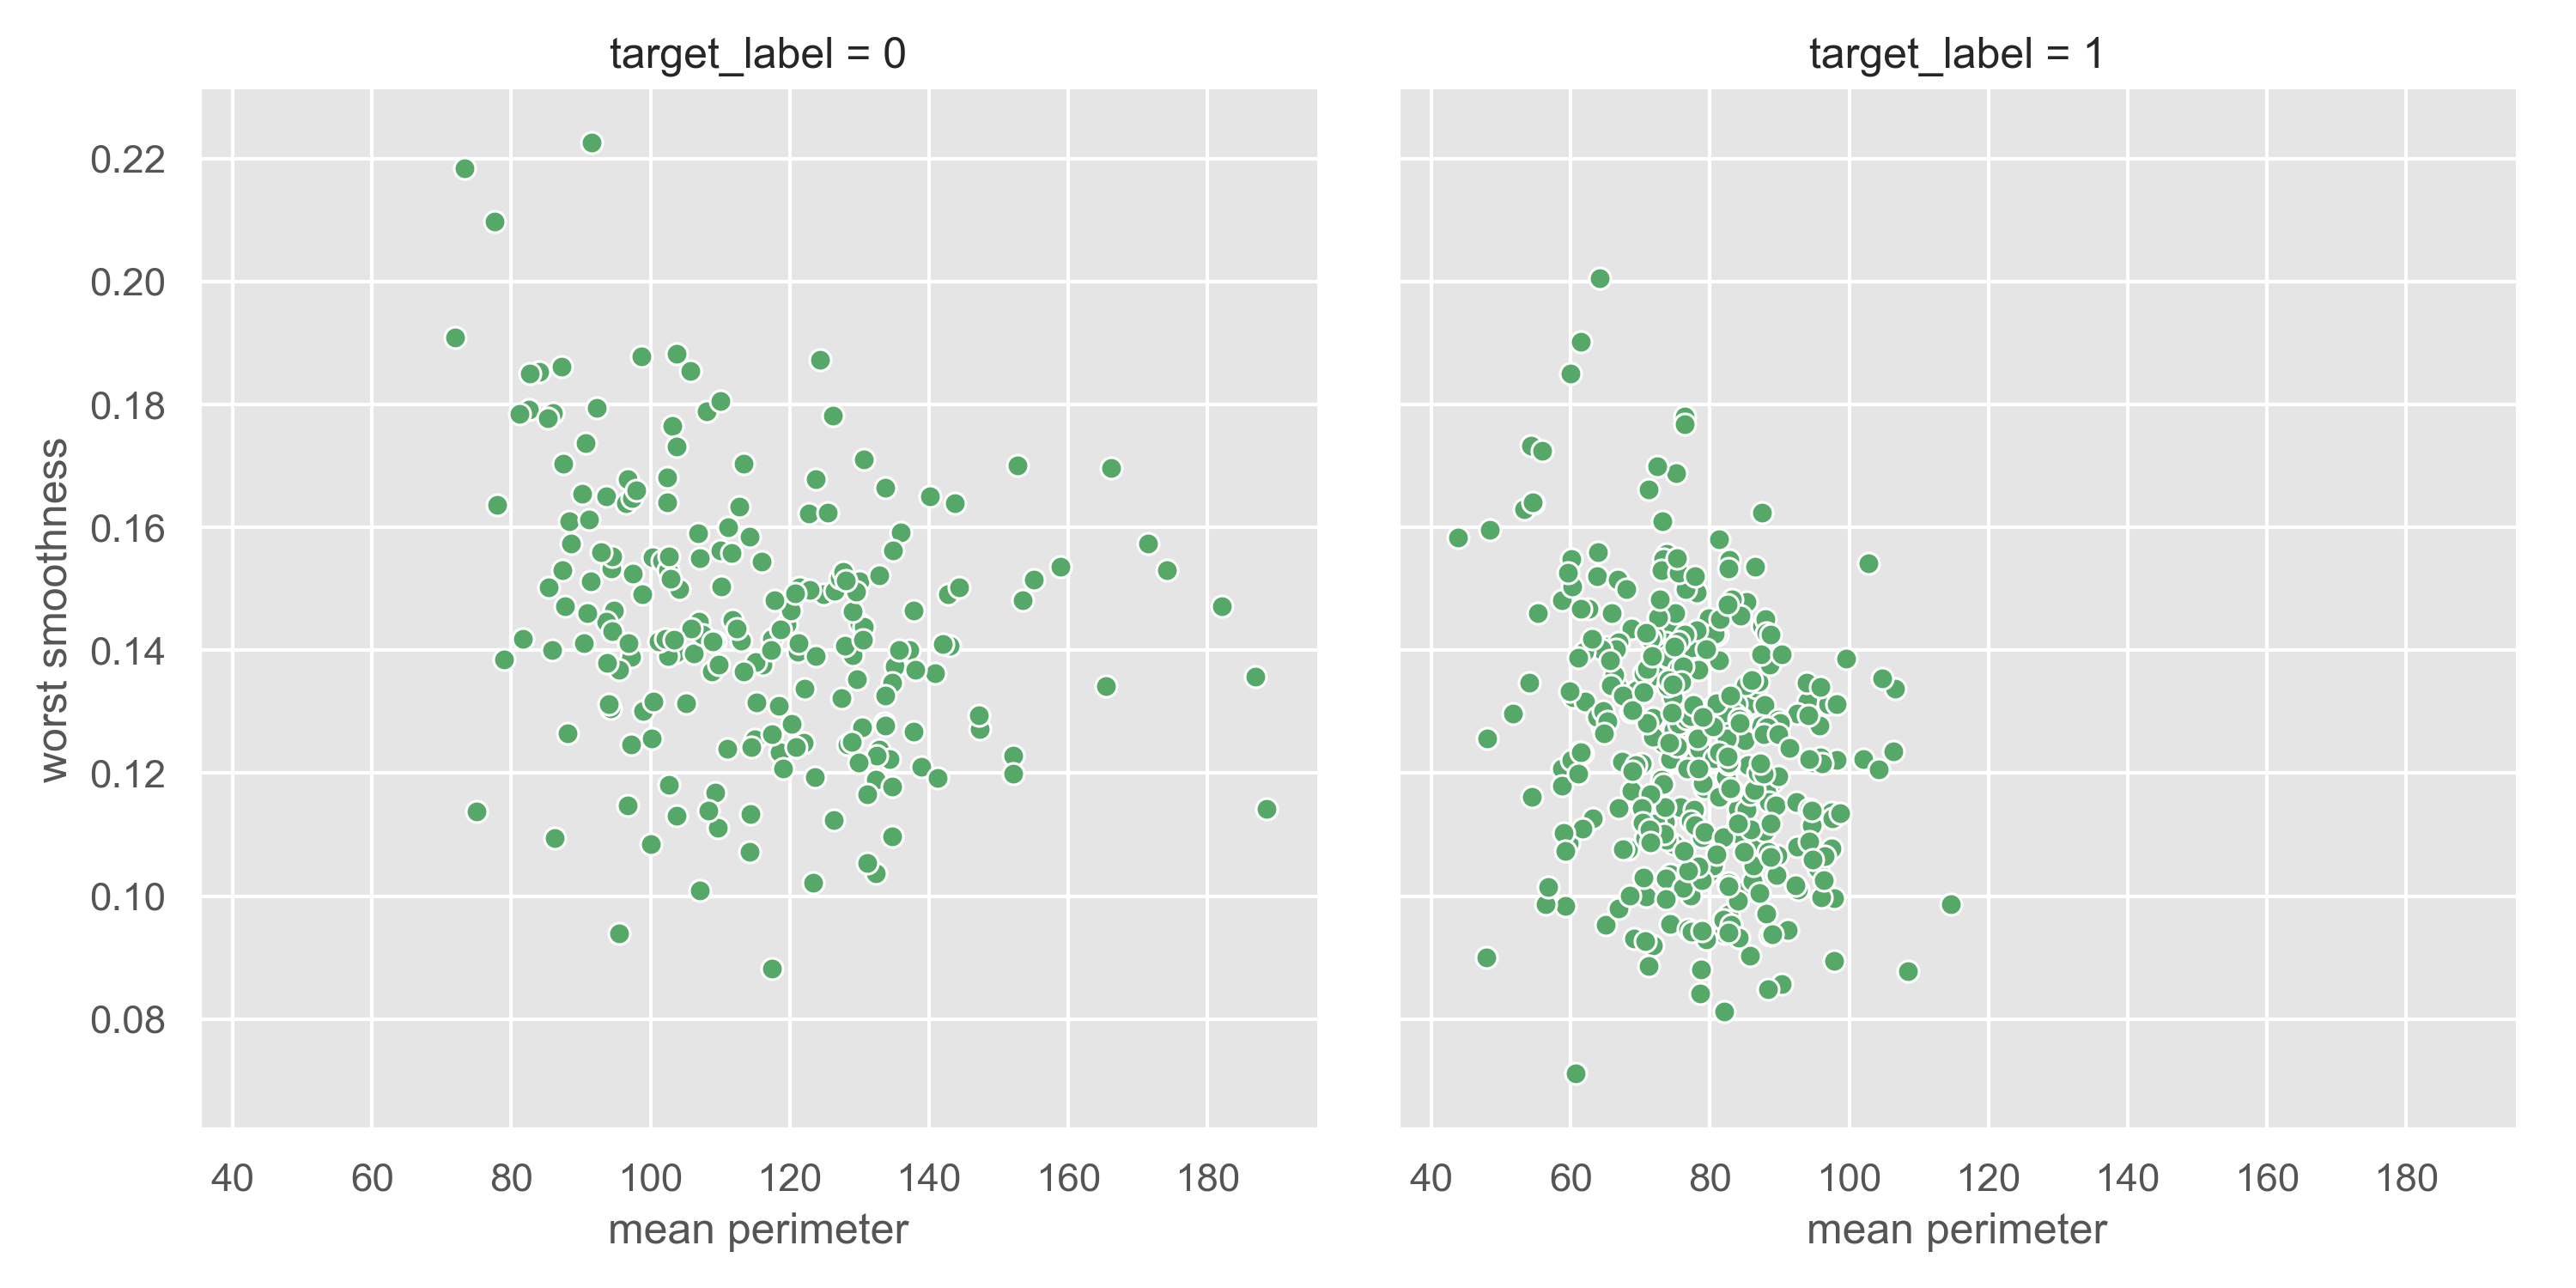 target_label = 0
target_label = 1
worst smoothness
0.22
0.20
0.18
0.16
0.14
0.12
0.10
0.08
40 60 80 100 120 140 160 180
40 60 80 100 120 140 160 180
mean perimeter
mean perimeter